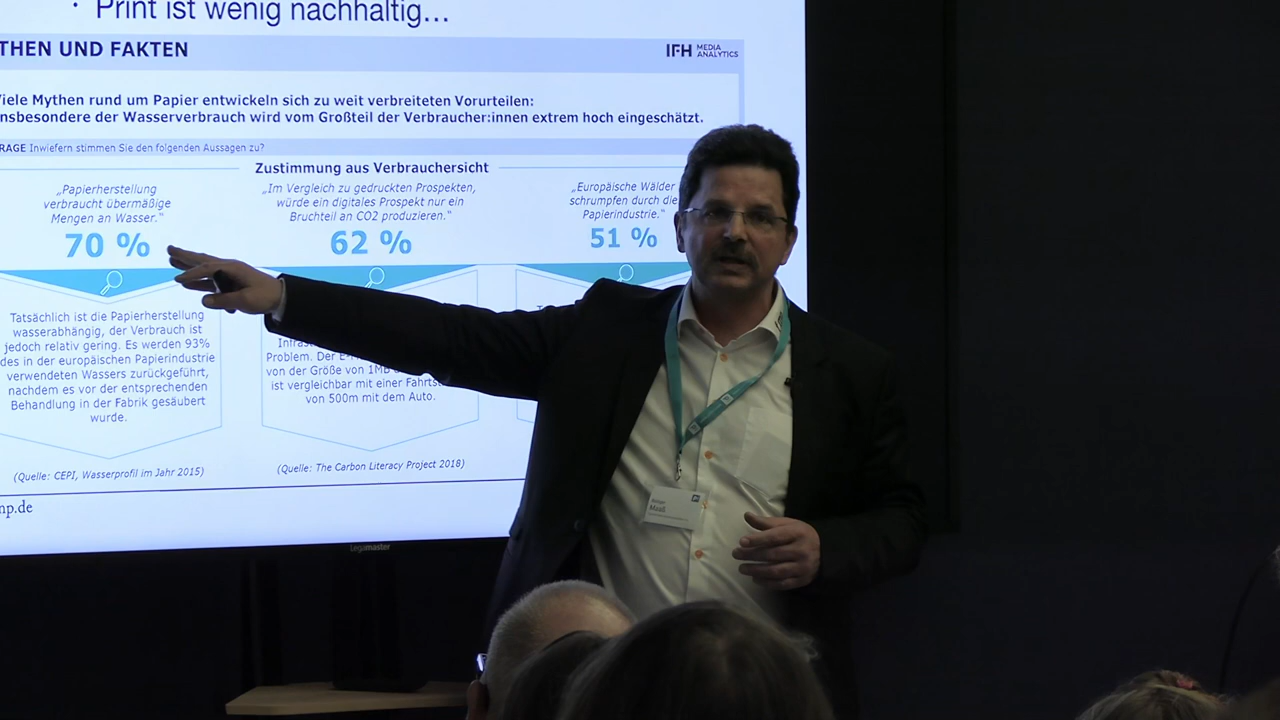 · Print ist wenig nachhaltig...
THEN UND FAKTEN
IFH MEDIA
ANALYTICS
Viele Mythen rund um Papier entwickeln sich zu weit verbreiteten Vorurteilen:
nsbesondere der Wasserverbrauch wird vom Großteil der Verbraucher:innen extrem hoch eingeschätzt.
RAGE Inwiefern stimmen Sie den folgenden Aussagen zu?
Zustimmung aus Verbrauchersicht
„Papierherstellung
verbraucht übermäßige
Mengen an Wasser.“
70 %
„Im Vergleich zu gedruckten Prospekten,
würde ein digitales Prospekt nur ein
Bruchteil an CO2 produzieren.“
62 %
„Europäische Wälder
schrumpfen durch die
Papierindustrie.“
51 %
Tatsächlich ist die Papierherstellung
wasserabhängig, der Verbrauch ist
jedoch relativ gering. Es werden 93%
des in der europäischen Papierindustrie
verwendeten Wassers zurückgeführt,
nachdem es vor der entsprechenden
Behandlung in der Fabrik gesäubert
wurde.
(Quelle: CEPI, Wasserprofil im Jahr 2015)
Infras
Problem. Der E-M
von der Größe von 1MB
ist vergleichbar mit einer Fahrtst
von 500m mit dem Auto.
(Quelle: The Carbon Literacy Project 2018)
mp.de
Legamaster